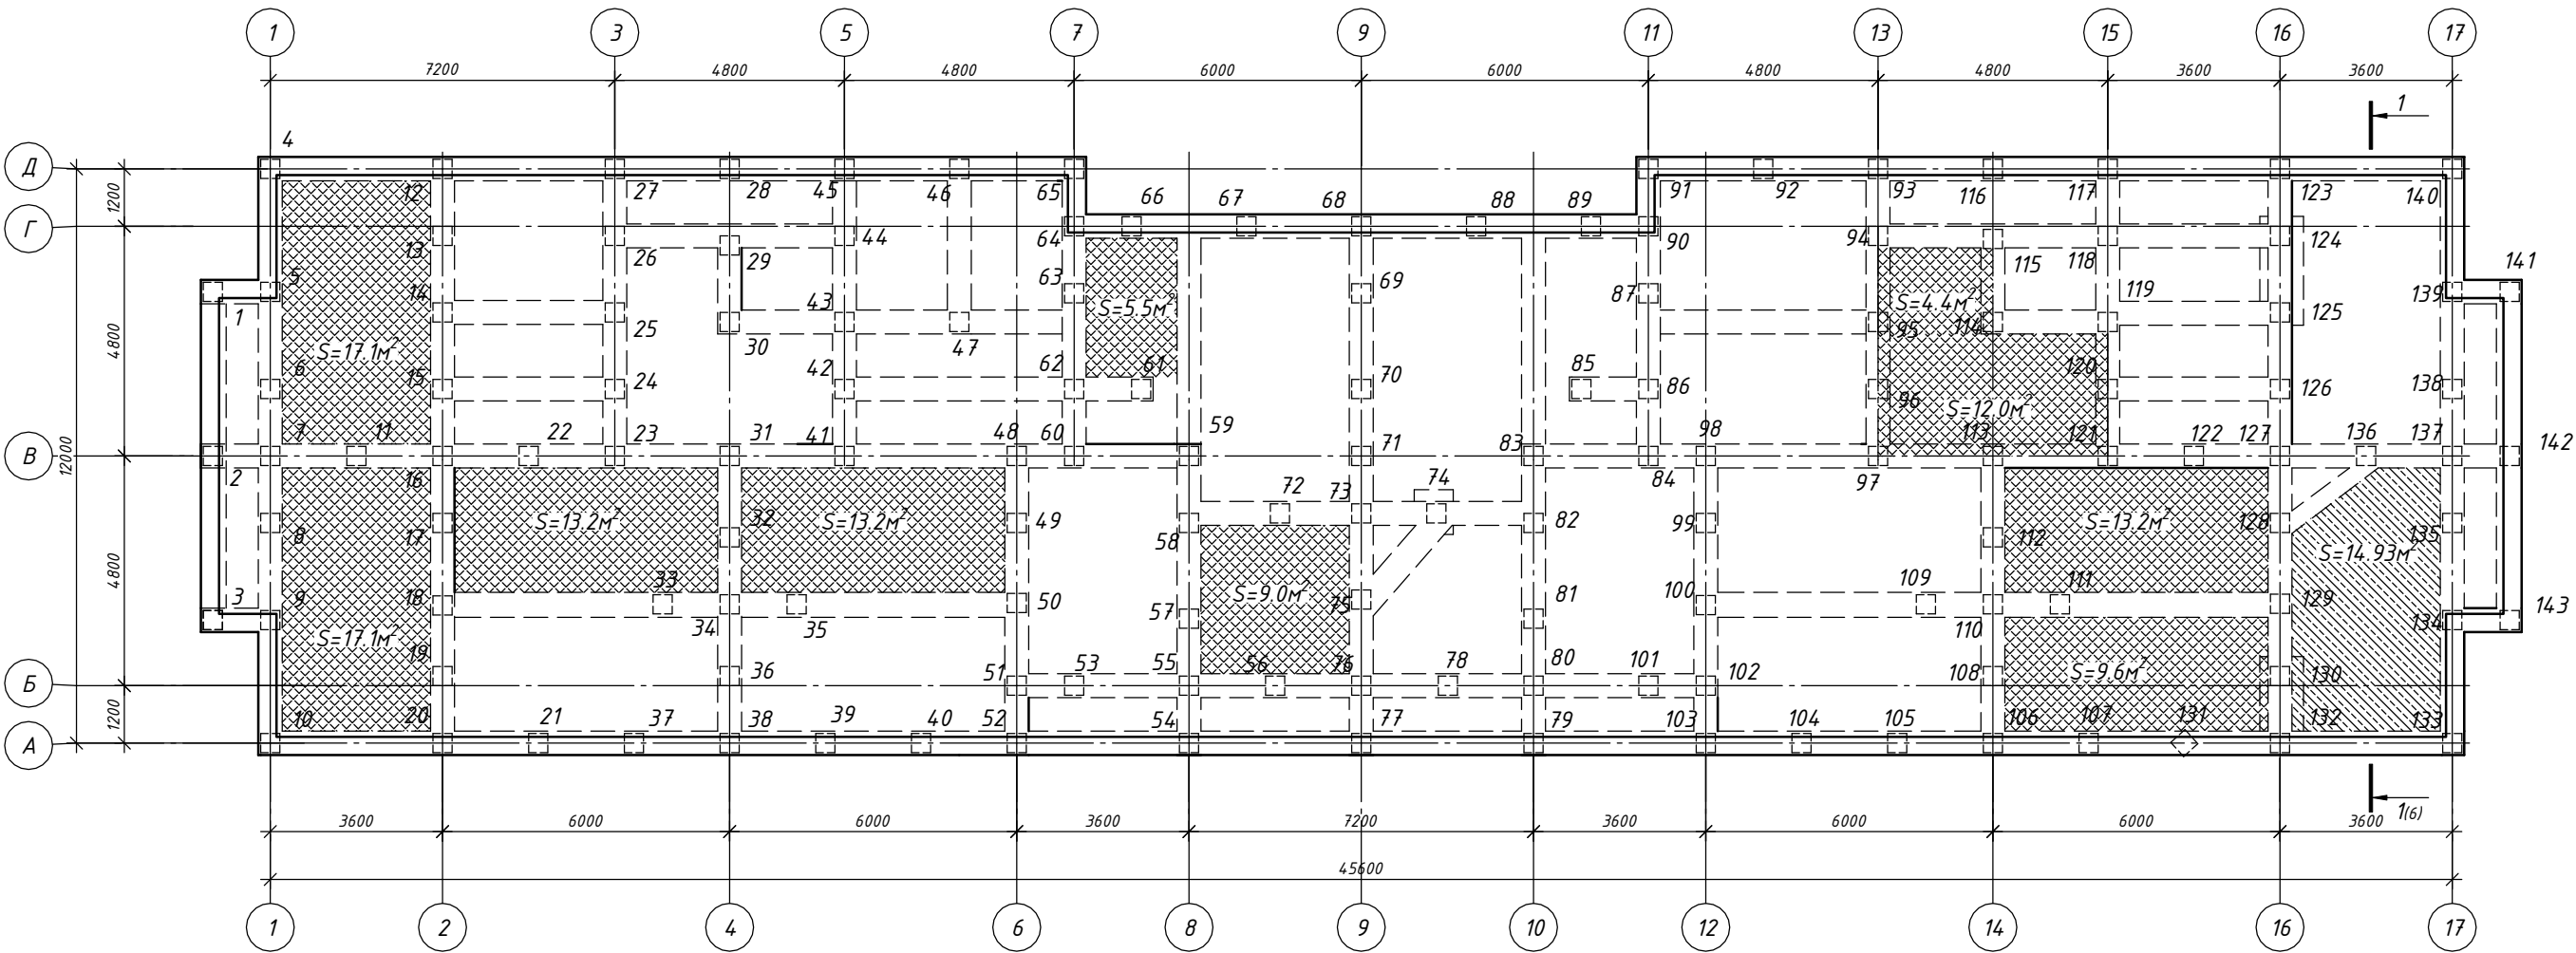 1 3 5 7 9 11 13 15 16 17
7200 4800 4800 6000 6000 4800 4800 3600 3600
1
4
Д
12 27 28 45 46 65 66 67 68 88 89 91 92 93 116 117 123 140
1200
Г
13 26 29 44 64 90 94 115 118 124
5 14 43 63 69 87 119 125 139 141
1 25 30 47 S=5.5м² S=4.4м² 95 114
4800
S=17.1м²
6 15 24 42 62 61 70 85 86 96 120 126 138
S=12.0м²
7 11 22 23 31 41 48 60 59 71 83 98 113 121 122 127 136 137 142
В
12000
2 16 72 73 74 84 97
8 17 S=13.2м² 32 S=13.2м² 49 58 82 99 112 S=13.2м² 128 135
S=14.93м²
4800
3 9 18 33 50 57 S=9.0м² 75 81 100 109 111 129 143
34 35 110 134
S=17.1м²
19 36 51 53 55 56 76 78 80 101 102 108 S=9.6м² 130
Б
1200
10 20 21 37 38 39 40 52 54 77 79 103 104 105 106 107 131 132 133
А
1(6)
3600 6000 6000 3600 7200 3600 6000 6000 3600
45600
1 2 4 6 8 9 10 12 14 16 17